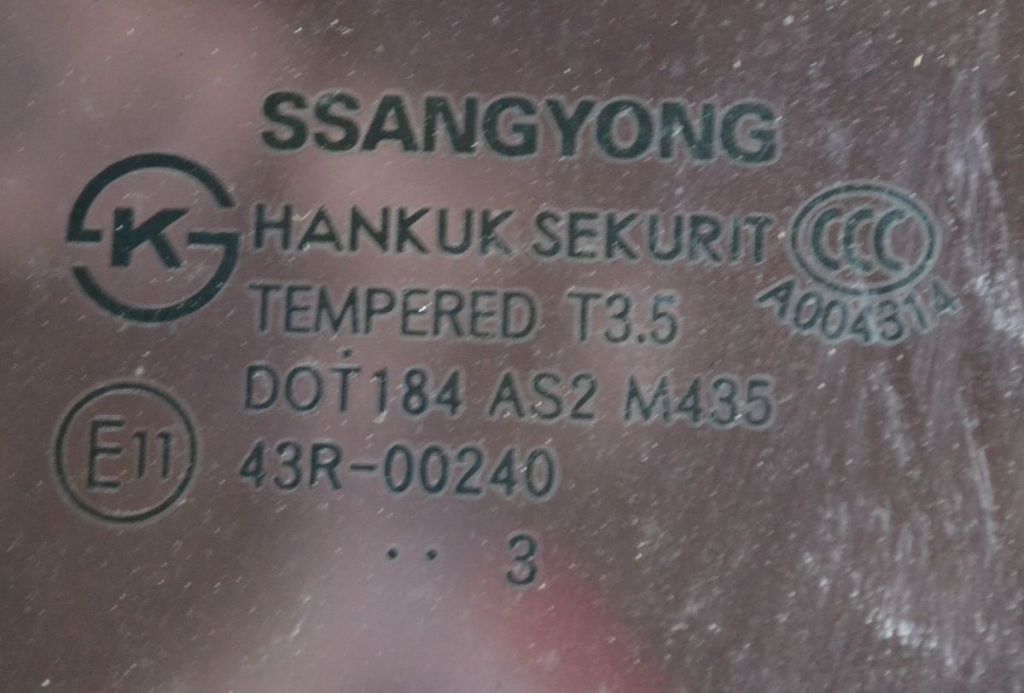 SSANGYONG
K HANKUK SEKURIT CCC
TEMPERED T3.5 A004314
DOT184 AS2 M435
E11 43R-00240
.. 3